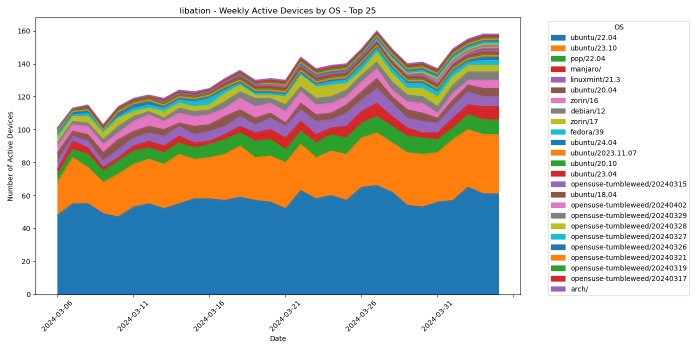 libation - Weekly Active Devices by OS - Top 25
Number of Active Devices
160
140
120
100
80
60
40
20
0
2024-03-06
2024-03-11
2024-03-16
2024-03-21
2024-03-26
2024-03-31
Date
OS
ubuntu/22.04
ubuntu/23.10
pop/22.04
manjaro/
linuxmint/21.3
ubuntu/20.04
zorin/16
debian/12
zorin/17
fedora/39
ubuntu/24.04
ubuntu/2023.11.07
ubuntu/20.10
ubuntu/23.04
opensuse-tumbleweed/20240315
ubuntu/18.04
opensuse-tumbleweed/20240402
opensuse-tumbleweed/20240329
opensuse-tumbleweed/20240328
opensuse-tumbleweed/20240327
opensuse-tumbleweed/20240326
opensuse-tumbleweed/20240321
opensuse-tumbleweed/20240319
opensuse-tumbleweed/20240317
arch/